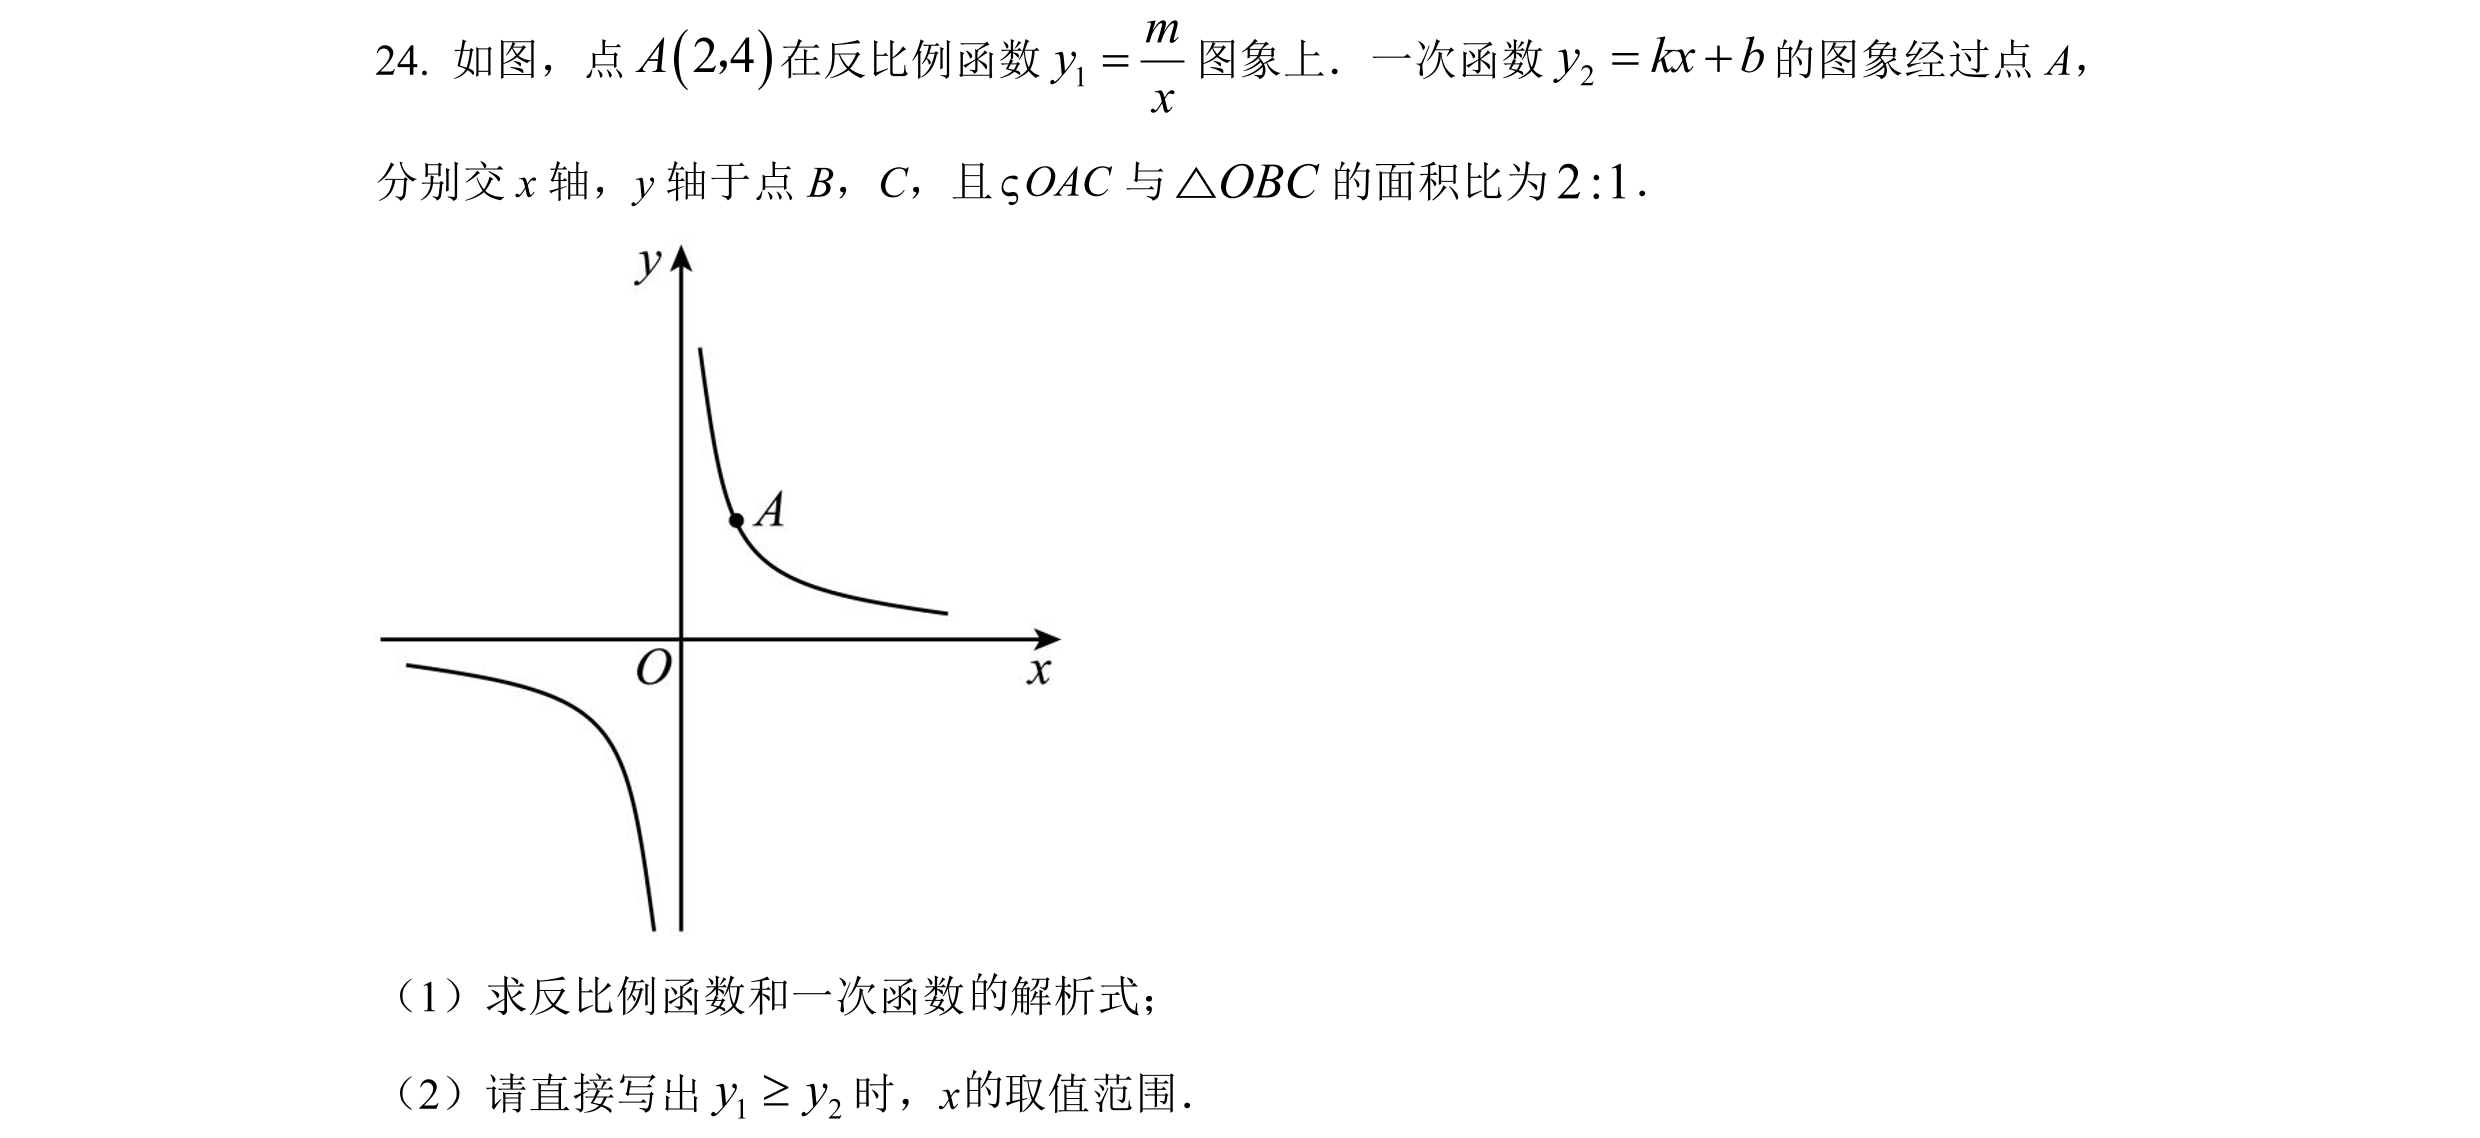 24. 如图，点 A(2,4) 在反比例函数 y₁ = m/x 图象上．一次函数 y₂ = kx + b 的图象经过点 A，
分别交 x 轴，y 轴于点 B，C，且 ςOAC 与 △OBC 的面积比为 2:1．
y
A
O
x
（1）求反比例函数和一次函数的解析式；
（2）请直接写出 y₁ ≥ y₂ 时，x的取值范围．